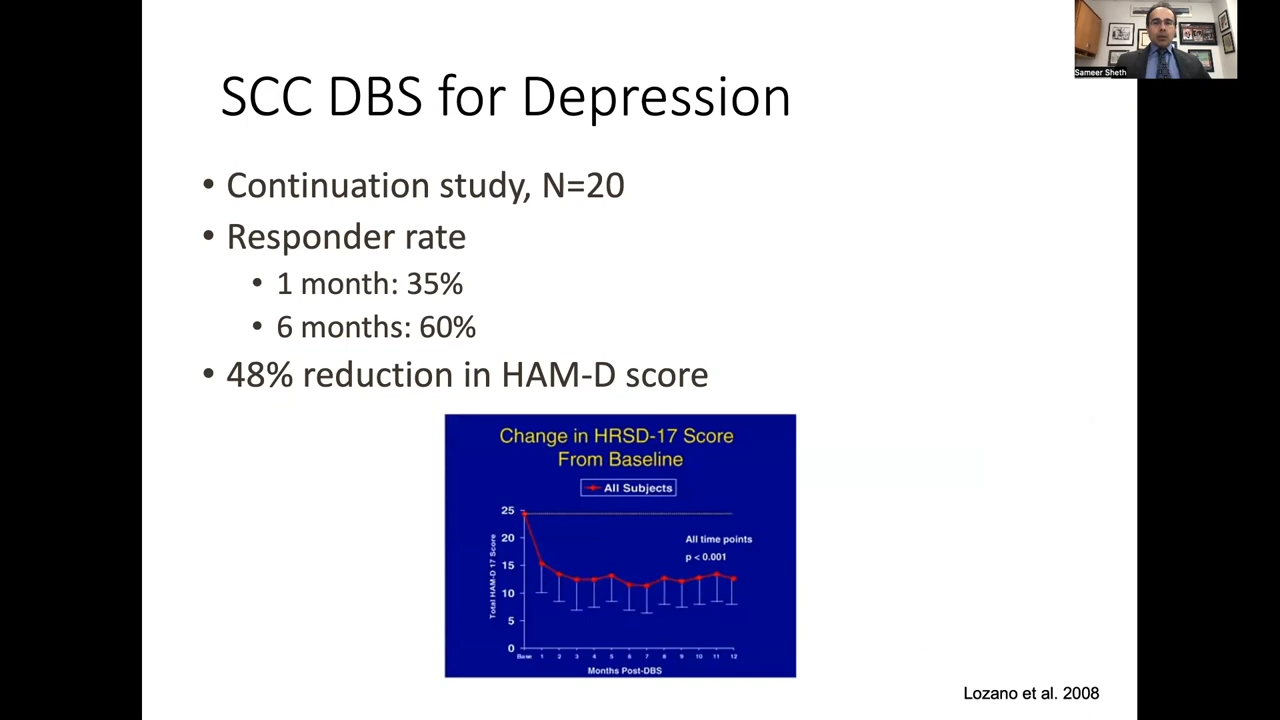 Sameer Sheth
SCC DBS for Depression
• Continuation study, N=20
• Responder rate
• 1 month: 35%
• 6 months: 60%
• 48% reduction in HAM-D score
Change in HRSD-17 Score
From Baseline
All Subjects
25
20
15
10
5
0
Total HAM-D 17 Score
All time points
p < 0.001
Base 1 2 3 4 5 6 7 8 9 10 11 12
Months Post-DBS
Lozano et al. 2008